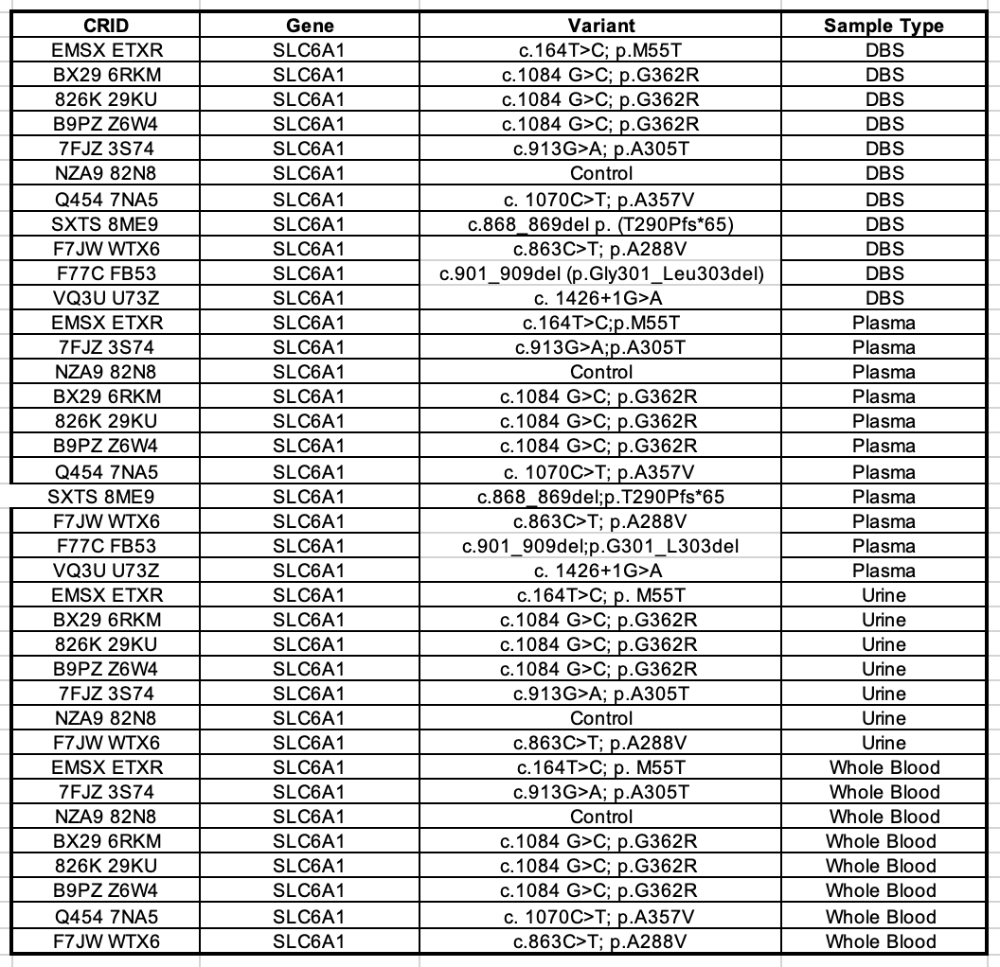 CRID Gene Variant Sample Type
EMSX ETXR SLC6A1 c.164T>C; p.M55T DBS
BX29 6RKM SLC6A1 c.1084 G>C; p.G362R DBS
826K 29KU SLC6A1 c.1084 G>C; p.G362R DBS
B9PZ Z6W4 SLC6A1 c.1084 G>C; p.G362R DBS
7FJZ 3S74 SLC6A1 c.913G>A; p.A305T DBS
NZA9 82N8 SLC6A1 Control DBS
Q454 7NA5 SLC6A1 c. 1070C>T; p.A357V DBS
SXTS 8ME9 SLC6A1 c.868_869del p. (T290Pfs*65) DBS
F7JW WTX6 SLC6A1 c.863C>T; p.A288V DBS
F77C FB53 SLC6A1 c.901_909del (p.Gly301_Leu303del) DBS
VQ3U U73Z SLC6A1 c. 1426+1G>A DBS
EMSX ETXR SLC6A1 c.164T>C;p.M55T Plasma
7FJZ 3S74 SLC6A1 c.913G>A;p.A305T Plasma
NZA9 82N8 SLC6A1 Control Plasma
BX29 6RKM SLC6A1 c.1084 G>C; p.G362R Plasma
826K 29KU SLC6A1 c.1084 G>C; p.G362R Plasma
B9PZ Z6W4 SLC6A1 c.1084 G>C; p.G362R Plasma
Q454 7NA5 SLC6A1 c. 1070C>T; p.A357V Plasma
SXTS 8ME9 SLC6A1 c.868_869del;p.T290Pfs*65 Plasma
F7JW WTX6 SLC6A1 c.863C>T; p.A288V Plasma
F77C FB53 SLC6A1 c.901_909del;p.G301_L303del Plasma
VQ3U U73Z SLC6A1 c. 1426+1G>A Plasma
EMSX ETXR SLC6A1 c.164T>C; p. M55T Urine
BX29 6RKM SLC6A1 c.1084 G>C; p.G362R Urine
826K 29KU SLC6A1 c.1084 G>C; p.G362R Urine
B9PZ Z6W4 SLC6A1 c.1084 G>C; p.G362R Urine
7FJZ 3S74 SLC6A1 c.913G>A; p.A305T Urine
NZA9 82N8 SLC6A1 Control Urine
F7JW WTX6 SLC6A1 c.863C>T; p.A288V Urine
EMSX ETXR SLC6A1 c.164T>C; p. M55T Whole Blood
7FJZ 3S74 SLC6A1 c.913G>A; p.A305T Whole Blood
NZA9 82N8 SLC6A1 Control Whole Blood
BX29 6RKM SLC6A1 c.1084 G>C; p.G362R Whole Blood
826K 29KU SLC6A1 c.1084 G>C; p.G362R Whole Blood
B9PZ Z6W4 SLC6A1 c.1084 G>C; p.G362R Whole Blood
Q454 7NA5 SLC6A1 c. 1070C>T; p.A357V Whole Blood
F7JW WTX6 SLC6A1 c.863C>T; p.A288V Whole Blood